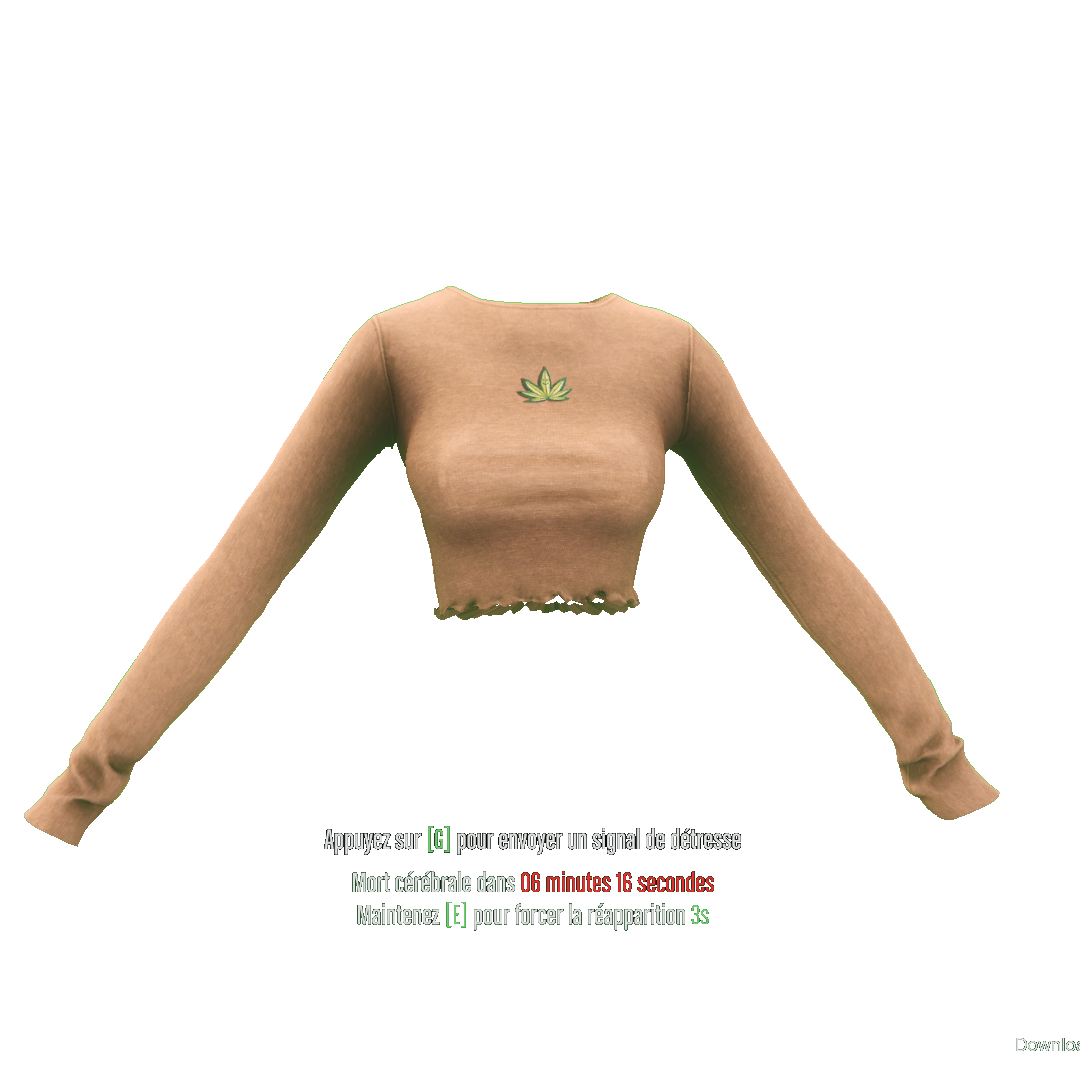 Appuyez sur [G] pour envoyer un signal de détresse
Mort cérébrale dans 06 minutes 16 secondes
Maintenez [E] pour forcer la réapparition 3s